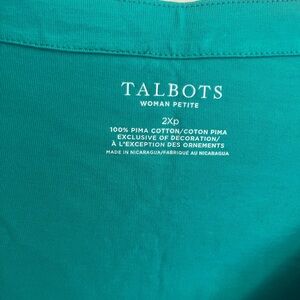 TALBOTS
WOMAN PETITE
2Xp
100% PIMA COTTON/COTON PIMA
EXCLUSIVE OF DECORATION/
À L'EXCEPTION DES ORNEMENTS
MADE IN NICARAGUA/FABRIQUÉ AU NICARAGUA